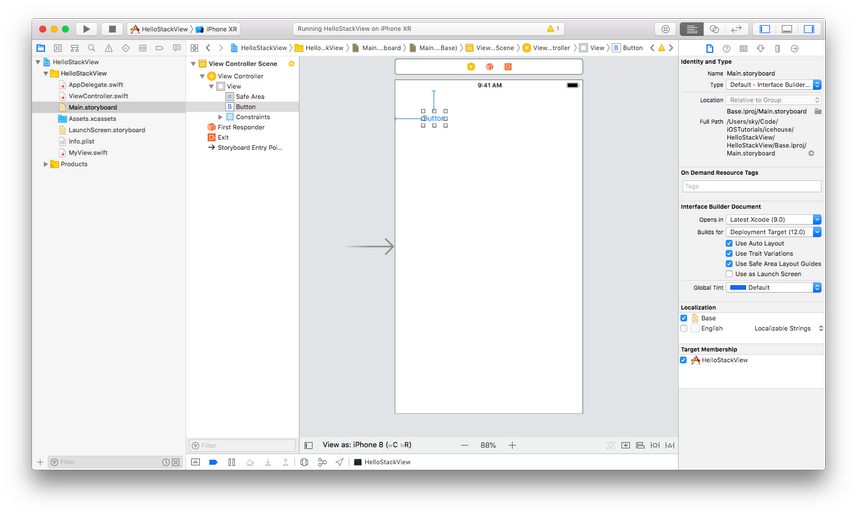 HelloStackView iPhone XR
Running HelloStackView on iPhone XR
1
HelloStackView Hello...kView Main....board Main....Base) View...Scene View...troller View B Button
HelloStackView
HelloStackView
AppDelegate.swift
ViewController.swift
Main.storyboard
Assets.xcassets
LaunchScreen.storyboard
Info.plist
MyView.swift
Products
Filter
View Controller Scene
View Controller
View
Safe Area
B Button
Constraints
First Responder
Exit
Storyboard Entry Poi...
Filter
9:41 AM
Button
View as: iPhone 8 (wC hR)
88%
HelloStackView
Identity and Type
Name Main.storyboard
Type Default - Interface Builder...
Location Relative to Group
Base.lproj/Main.storyboard
Full Path /Users/sky/Code/
iOSTutorials/icehouse/
HelloStackView/
HelloStackView/Base.lproj/
Main.storyboard
On Demand Resource Tags
Tags
Interface Builder Document
Opens in Latest Xcode (9.0)
Builds for Deployment Target (12.0)
Use Auto Layout
Use Trait Variations
Use Safe Area Layout Guides
Use as Launch Screen
Global Tint Default
Localization
Base
English Localizable Strings
Target Membership
HelloStackView